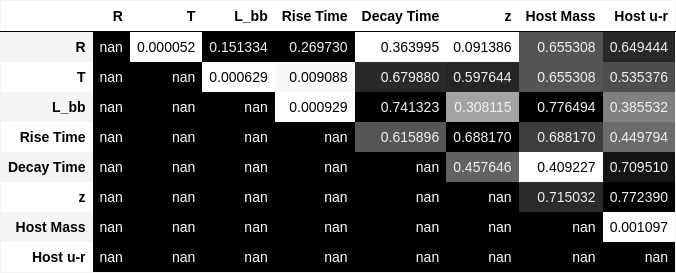 R T L_bb Rise Time Decay Time z Host Mass Host u-r
R nan 0.000052 0.151334 0.269730 0.363995 0.091386 0.655308 0.649444
T nan nan 0.000629 0.009088 0.679880 0.597644 0.655308 0.535376
L_bb nan nan nan 0.000929 0.741323 0.308115 0.776494 0.385532
Rise Time nan nan nan nan 0.615896 0.688170 0.688170 0.449794
Decay Time nan nan nan nan nan 0.457646 0.409227 0.709510
z nan nan nan nan nan nan 0.715032 0.772390
Host Mass nan nan nan nan nan nan nan 0.001097
Host u-r nan nan nan nan nan nan nan nan